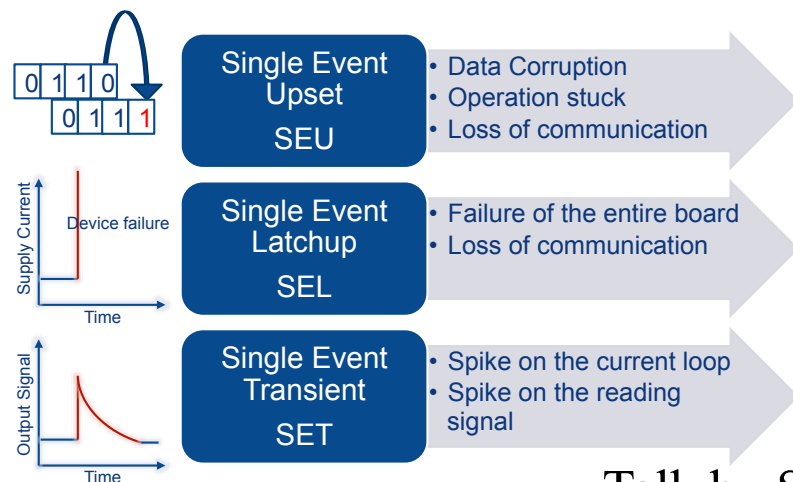 0 1 1 0
0 1 1 1
Single Event
Upset
SEU
• Data Corruption
• Operation stuck
• Loss of communication
Supply Current
Device failure
Time
Single Event
Latchup
SEL
• Failure of the entire board
• Loss of communication
Output Signal
Time
Single Event
Transient
SET
• Spike on the current loop
• Spike on the reading
signal